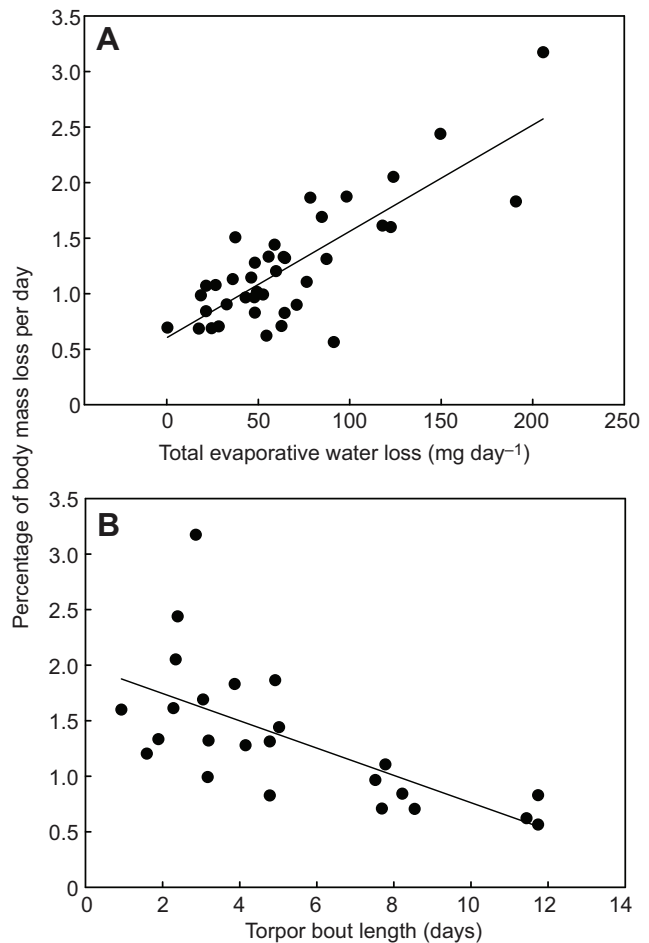 A
3.5
3.0
2.5
2.0
1.5
1.0
0.5
0
0 50 100 150 200 250
Total evaporative water loss (mg day–1)
Percentage of body mass loss per day
B
3.5
3.0
2.5
2.0
1.5
1.0
0.5
0
0 2 4 6 8 10 12 14
Torpor bout length (days)